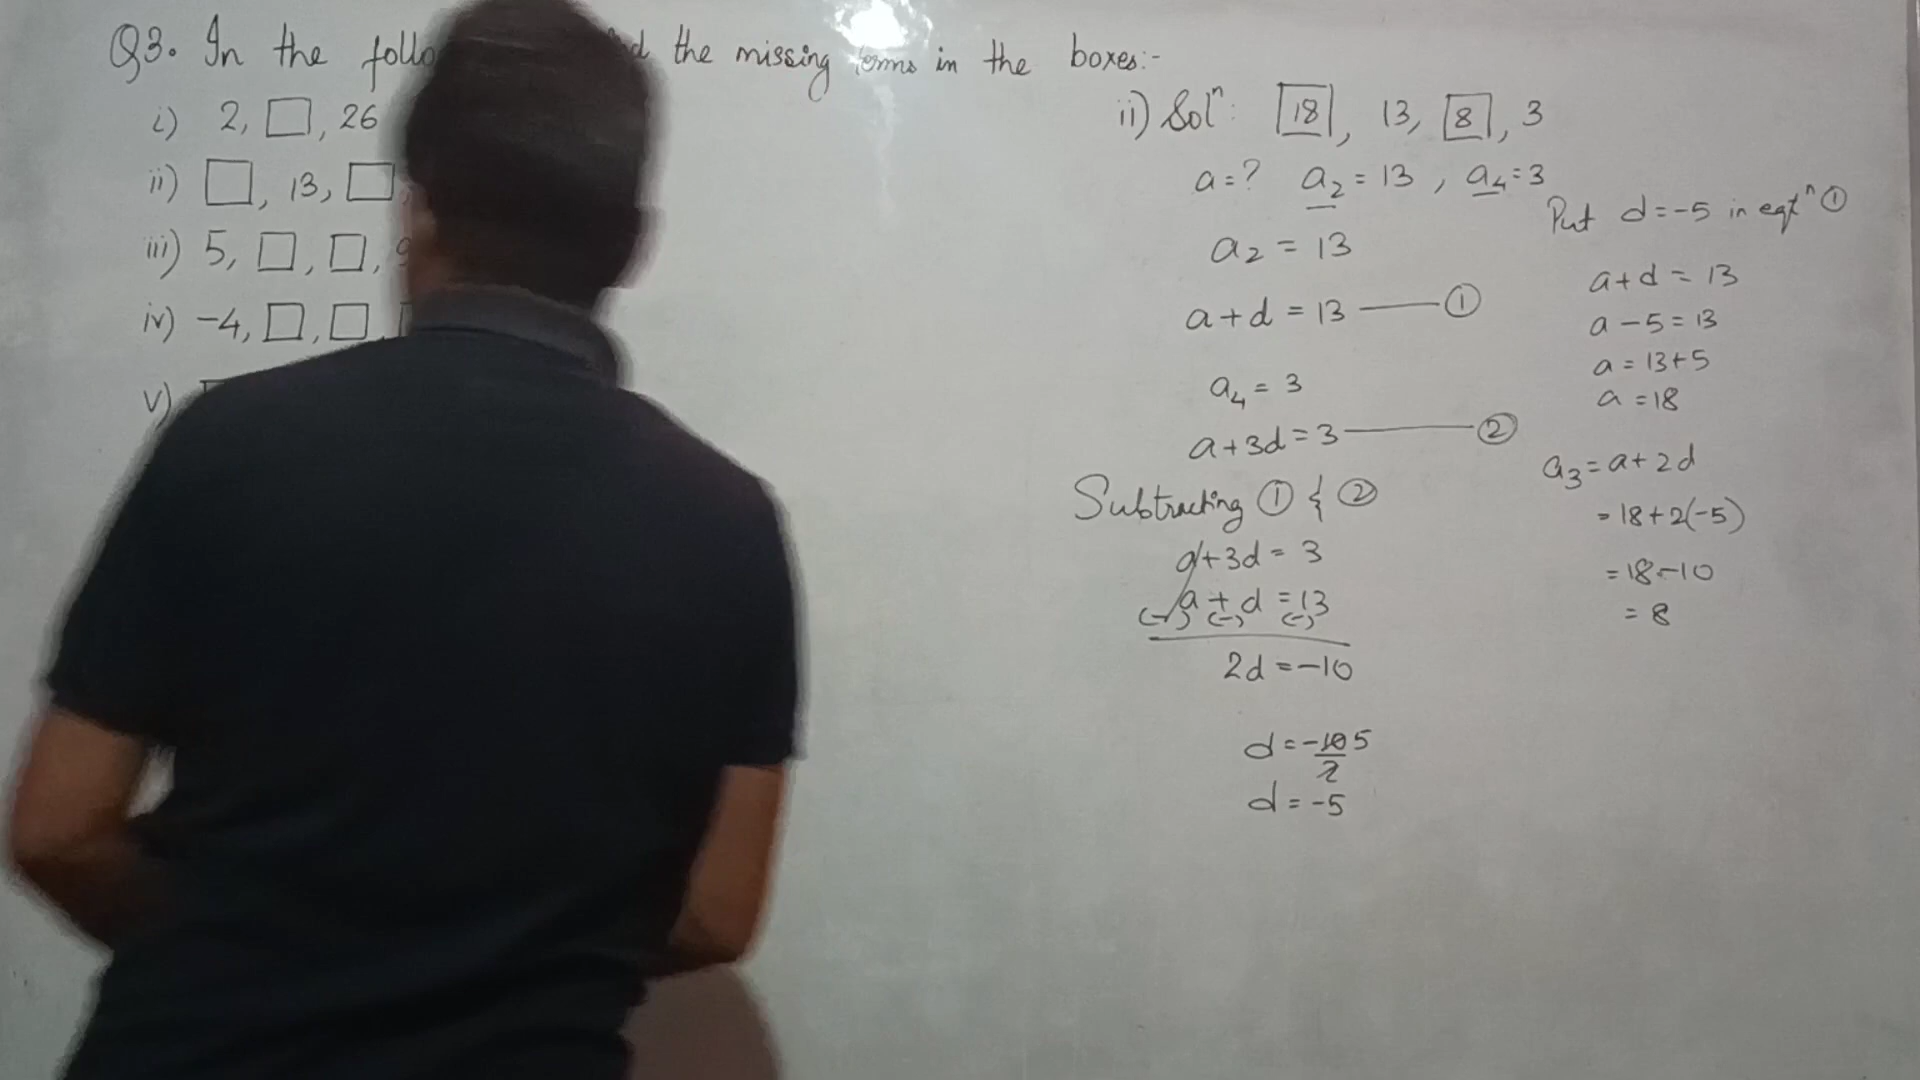 Q3. In the the missing terms in the boxes:-
i) 2, □, 26
ii) □, 13, □,
iii) 5, □, □,
iv) -4, □, □,
v)
ii) Solⁿ: 18, 13, 8, 3
a=? a₂ = 13, a₄=3
a₂ = 13
a+d = 13 —— ①
a₄ = 3
a+3d=3 —— ②
Subtracting ① & ②
a+3d = 3
a + d = 13
(-) (-) (-)
2d = -10
d = -10/2 5
d = -5
Put d=-5 in eqtⁿ ①
a+d = 13
a-5=13
a=13+5
a=18
a₃=a+2d
=18+2(-5)
=18-10
= 8